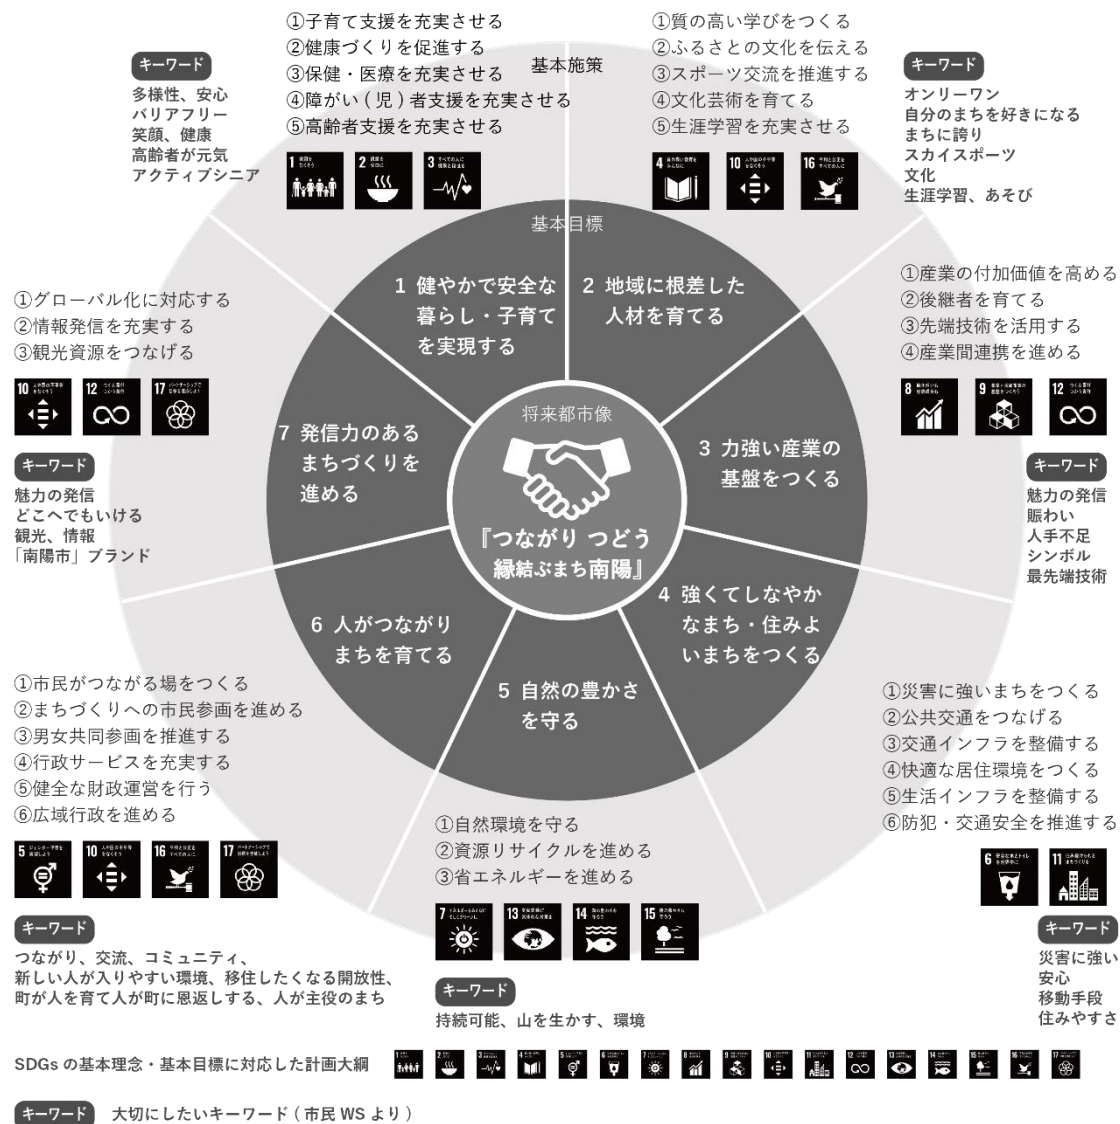 ①子育て支援を充実させる
②健康づくりを促進する
③保健・医療を充実させる
④障がい ( 児 ) 者支援を充実させる
⑤高齢者支援を充実させる
基本施策
①質の高い学びをつくる
②ふるさとの文化を伝える
③スポーツ交流を推進する
④文化芸術を育てる
⑤生涯学習を充実させる
キーワード
多様性、安心
バリアフリー
笑顔、健康
高齢者が元気
アクティブシニア
1
2
3
4
10
16
キーワード
オンリーワン
自分のまちを好きになる
まちに誇り
スカイスポーツ
文化
生涯学習、あそび
基本目標
1 健やかで安全な
暮らし・子育て
を実現する
2 地域に根差した
人材を育てる
①グローバル化に対応する
②情報発信を充実する
③観光資源をつなげる
10
12
17
キーワード
魅力の発信
どこへでもいける
観光、情報
「南陽市」ブランド
7 発信力のある
まちづくりを
進める
将来都市像
『つながり つどう
縁結ぶまち南陽』
3 力強い産業の
基盤をつくる
①産業の付加価値を高める
②後継者を育てる
③先端技術を活用する
④産業間連携を進める
8
9
12
キーワード
魅力の発信
賑わい
人手不足
シンボル
最先端技術
6 人がつながり
まちを育てる
5 自然の豊かさ
を守る
4 強くてしなやか
なまち・住みよ
いまちをつくる
①市民がつながる場をつくる
②まちづくりへの市民参画を進める
③男女共同参画を推進する
④行政サービスを充実する
⑤健全な財政運営を行う
⑥広域行政を進める
5
10
16
17
キーワード
つながり、交流、コミュニティ、
新しい人が入りやすい環境、移住したくなる開放性、
町が人を育て人が町に恩返しする、人が主役のまち
①自然環境を守る
②資源リサイクルを進める
③省エネルギーを進める
7
13
14
15
キーワード
持続可能、山を生かす、環境
①災害に強いまちをつくる
②公共交通をつなげる
③交通インフラを整備する
④快適な居住環境をつくる
⑤生活インフラを整備する
⑥防犯・交通安全を推進する
6
11
キーワード
災害に強い
安心
移動手段
住みやすさ
SDGs の基本理念・基本目標に対応した計画大綱
キーワード 大切にしたいキーワード ( 市民 WS より )